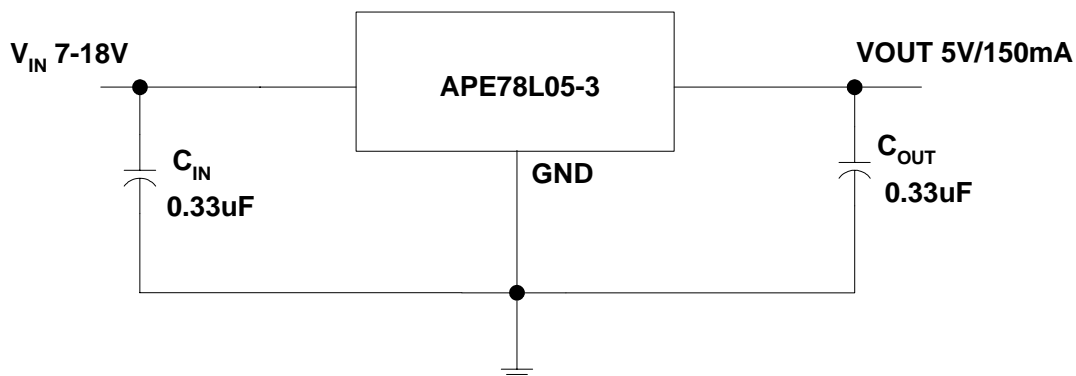 VIN 7-18V
VOUT 5V/150mA
APE78L05-3
CIN
0.33uF
GND
COUT
0.33uF